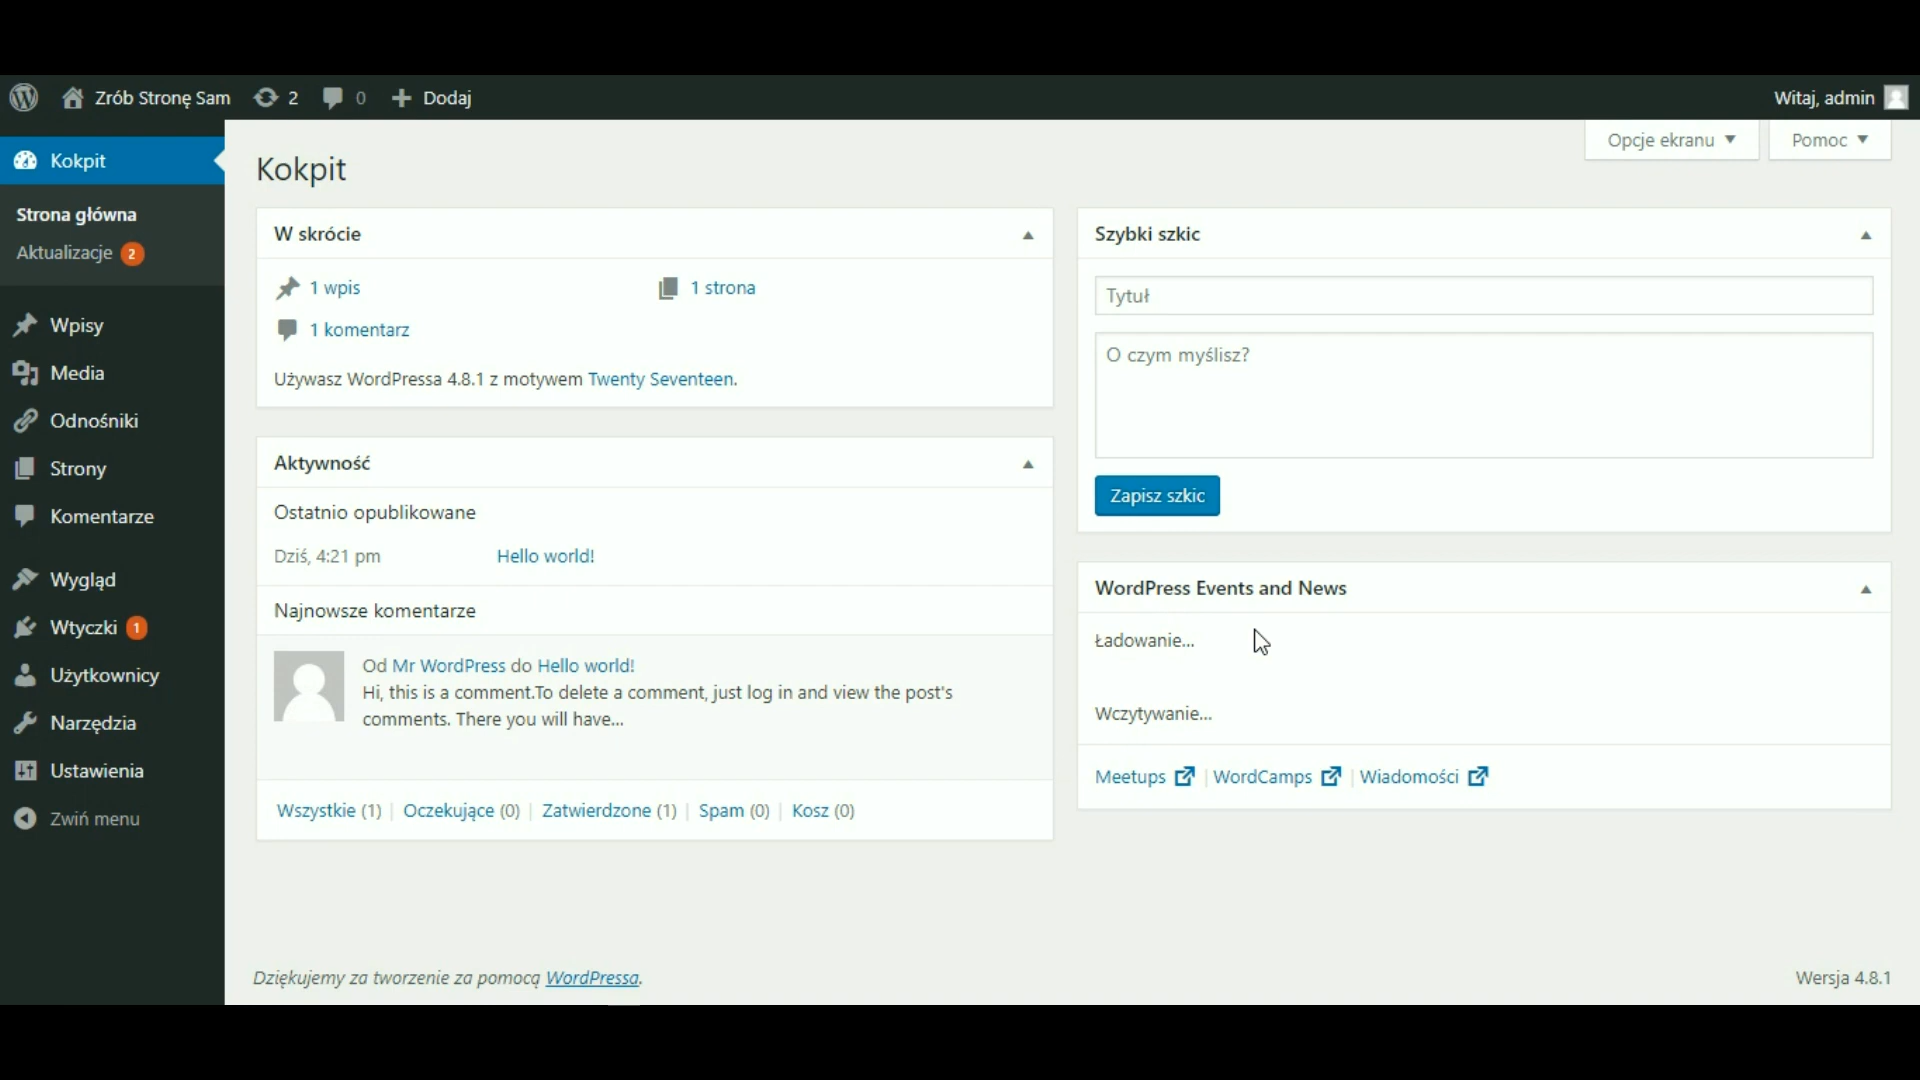 Zrób Stronę Sam 2 0 Dodaj Witaj, admin
Opcje ekranu Pomoc
Kokpit
Strona główna
Aktualizacje 2
Wpisy
Media
Odnośniki
Strony
Komentarze
Wygląd
Wtyczki 1
Użytkownicy
Narzędzia
Ustawienia
Zwiń menu
Kokpit
W skrócie
1 wpis 1 strona
1 komentarz
Używasz WordPressa 4.8.1 z motywem Twenty Seventeen.
Aktywność
Ostatnio opublikowane
Dziś, 4:21 pm Hello world!
Najnowsze komentarze
Od Mr WordPress do Hello world!
Hi, this is a comment.To delete a comment, just log in and view the post's
comments. There you will have...
Wszystkie (1) | Oczekujące (0) | Zatwierdzone (1) | Spam (0) | Kosz (0)
Szybki szkic
Tytuł
O czym myślisz?
Zapisz szkic
WordPress Events and News
Ładowanie...
Wczytywanie...
Meetups | WordCamps | Wiadomości
Dziękujemy za tworzenie za pomocą WordPressa.
Wersja 4.8.1